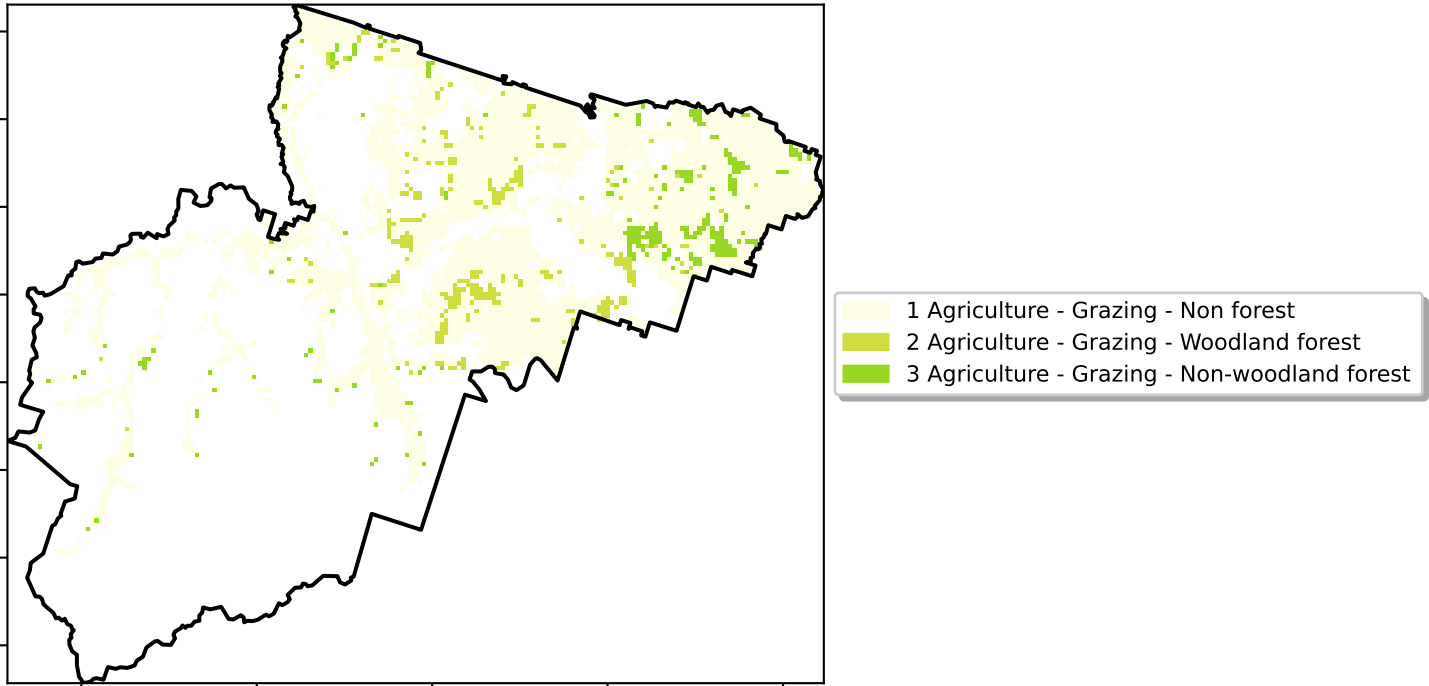 1 Agriculture - Grazing - Non forest
2 Agriculture - Grazing - Woodland forest
3 Agriculture - Grazing - Non-woodland forest